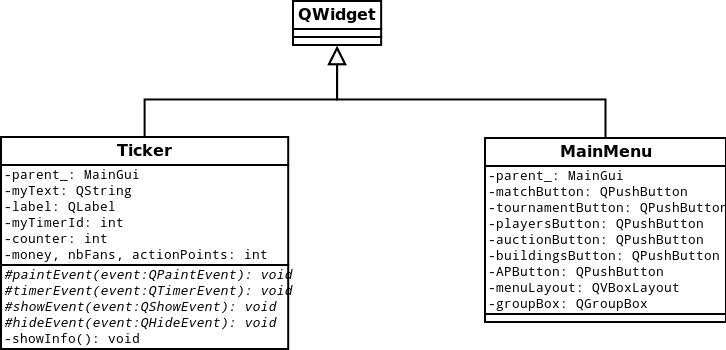 QWidget
Ticker
-parent_: MainGui
-myText: QString
-label: QLabel
-myTimerId: int
-counter: int
-money, nbFans, actionPoints: int
#paintEvent(event:QPaintEvent): void
#timerEvent(event:QTimerEvent): void
#showEvent(event:QShowEvent): void
#hideEvent(event:QHideEvent): void
-showInfo(): void
MainMenu
-parent_: MainGui
-matchButton: QPushButton
-tournamentButton: QPushButton
-playersButton: QPushButton
-auctionButton: QPushButton
-buildingsButton: QPushButton
-APButton: QPushButton
-menuLayout: QVBoxLayout
-groupBox: QGroupBox